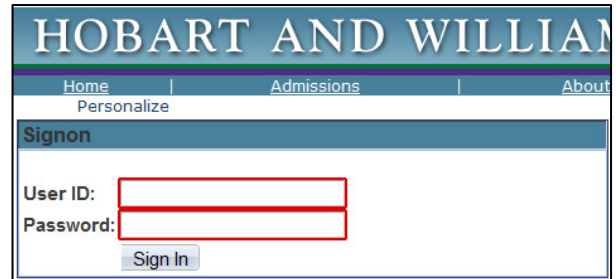 HOBART AND WILLIA
Home | Admissions | About
Personalize
Signon
User ID:
Password:
Sign In